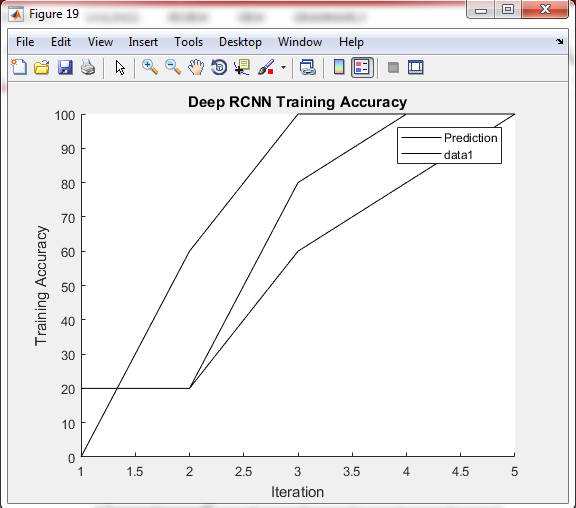 Figure 19
File Edit View Insert Tools Desktop Window Help
Deep RCNN Training Accuracy
100
90
80
70
60
50
40
30
20
10
0
Training Accuracy
Prediction
data1
1 1.5 2 2.5 3 3.5 4 4.5 5
Iteration